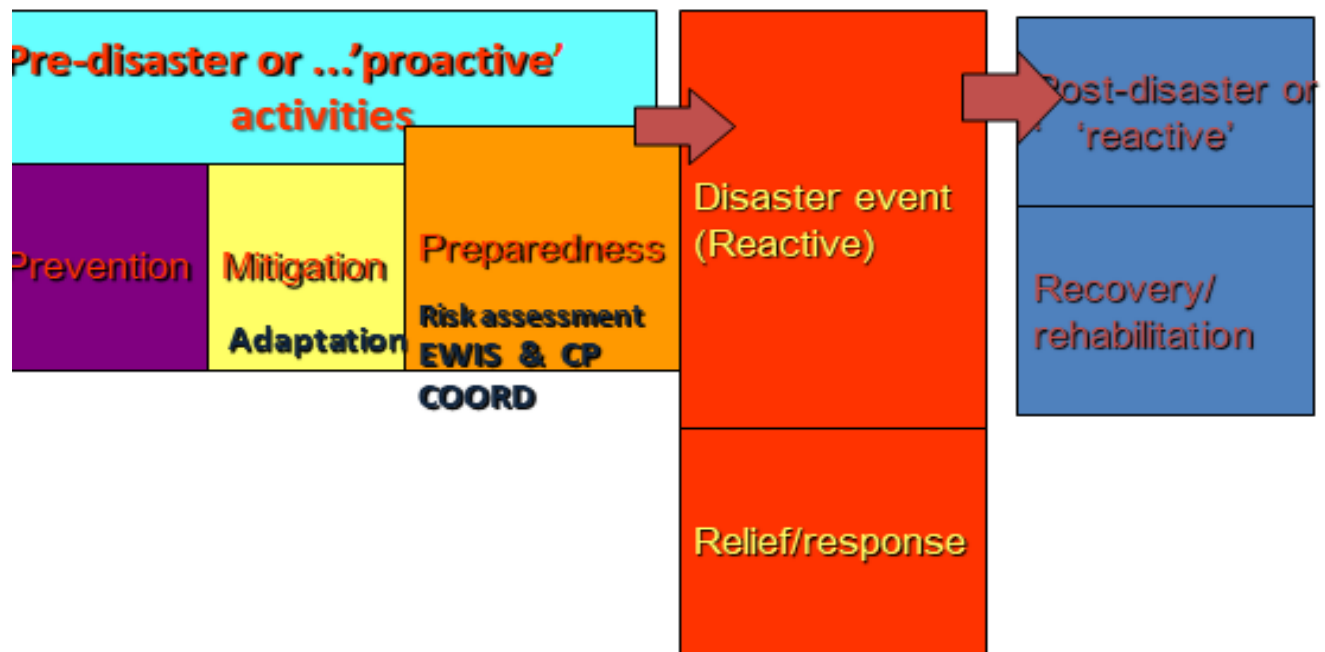 Pre-disaster or ...’proactive’
activities
Prevention
Mitigation
Adaptation
Preparedness
Risk assessment
EWIS & CP
COORD
Disaster event
(Reactive)
Relief/response
Post-disaster or
‘ ‘reactive’
Recovery/
rehabilitation